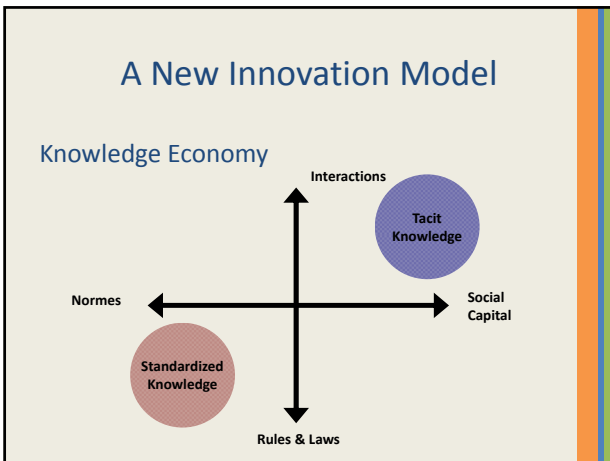 A New Innovation Model
Knowledge Economy
Interactions
Tacit
Knowledge
Normes
Social
Capital
Standardized
Knowledge
Rules & Laws